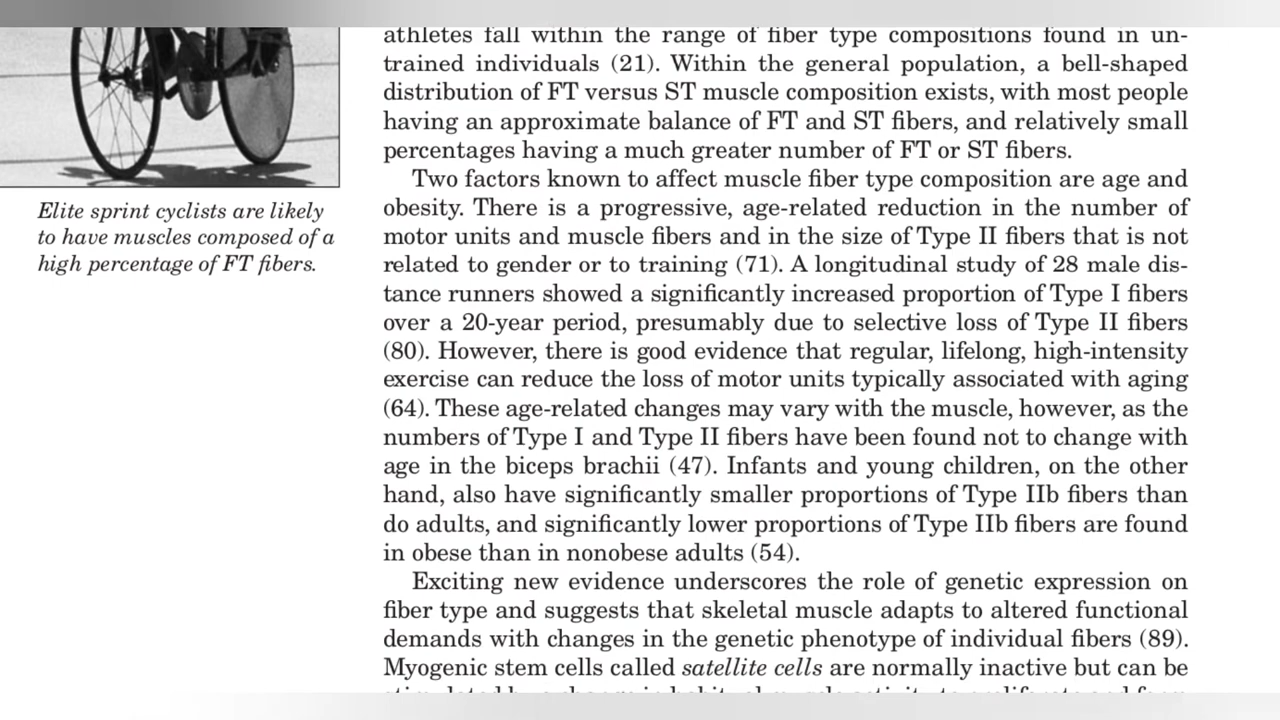 athletes fall within the range of fiber type compositions found in un-
trained individuals (21). Within the general population, a bell-shaped
distribution of FT versus ST muscle composition exists, with most people
having an approximate balance of FT and ST fibers, and relatively small
percentages having a much greater number of FT or ST fibers.
Two factors known to affect muscle fiber type composition are age and
obesity. There is a progressive, age-related reduction in the number of
motor units and muscle fibers and in the size of Type II fibers that is not
related to gender or to training (71). A longitudinal study of 28 male dis-
tance runners showed a significantly increased proportion of Type I fibers
over a 20-year period, presumably due to selective loss of Type II fibers
(80). However, there is good evidence that regular, lifelong, high-intensity
exercise can reduce the loss of motor units typically associated with aging
(64). These age-related changes may vary with the muscle, however, as the
numbers of Type I and Type II fibers have been found not to change with
age in the biceps brachii (47). Infants and young children, on the other
hand, also have significantly smaller proportions of Type IIb fibers than
do adults, and significantly lower proportions of Type IIb fibers are found
in obese than in nonobese adults (54).
Exciting new evidence underscores the role of genetic expression on
fiber type and suggests that skeletal muscle adapts to altered functional
demands with changes in the genetic phenotype of individual fibers (89).
Myogenic stem cells called satellite cells are normally inactive but can be
Elite sprint cyclists are likely
to have muscles composed of a
high percentage of FT fibers.